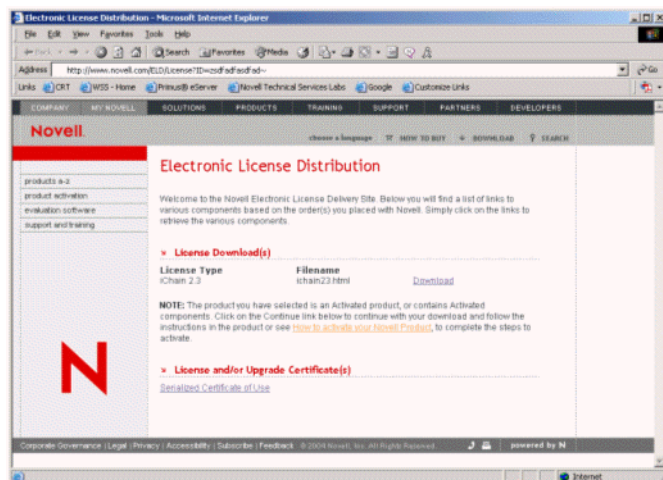 Electronic License Distribution - Microsoft Internet Explorer
File Edit View Favorites Tools Help
Back Search Favorites Media
Address http://www.novell.com/ELD/License?ID=zsdfadfasdfad~ Go
Links CRT WSS - Home Primus® eServer Novell Technical Services Labs Google Customize Links
COMPANY MY NOVELL SOLUTIONS PRODUCTS TRAINING SUPPORT PARTNERS DEVELOPERS
Novell.
choose a language HOW TO BUY DOWNLOAD SEARCH
Electronic License Distribution
products a-z
product activation
evaluation software
support and training
Welcome to the Novell Electronic License Delivery Site. Below you will find a list of links to
various components based on the order(s) you placed with Novell. Simply click on the links to
retrieve the various components.
License Download(s)
License Type Filename
iChain 2.3 ichain23.html Download
NOTE: The product you have selected is an Activated product, or contains Activated
components. Click on the Continue link below to continue with your download and follow the
instructions in the product or see How to activate your Novell Product, to complete the steps to
activate.
License and/or Upgrade Certificate(s)
Serialized Certificate of Use
N
Corporate Governance | Legal | Privacy | Accessibility | Subscribe | Feedback © 2004 Novell, Inc. All Rights Reserved. powered by N
Internet